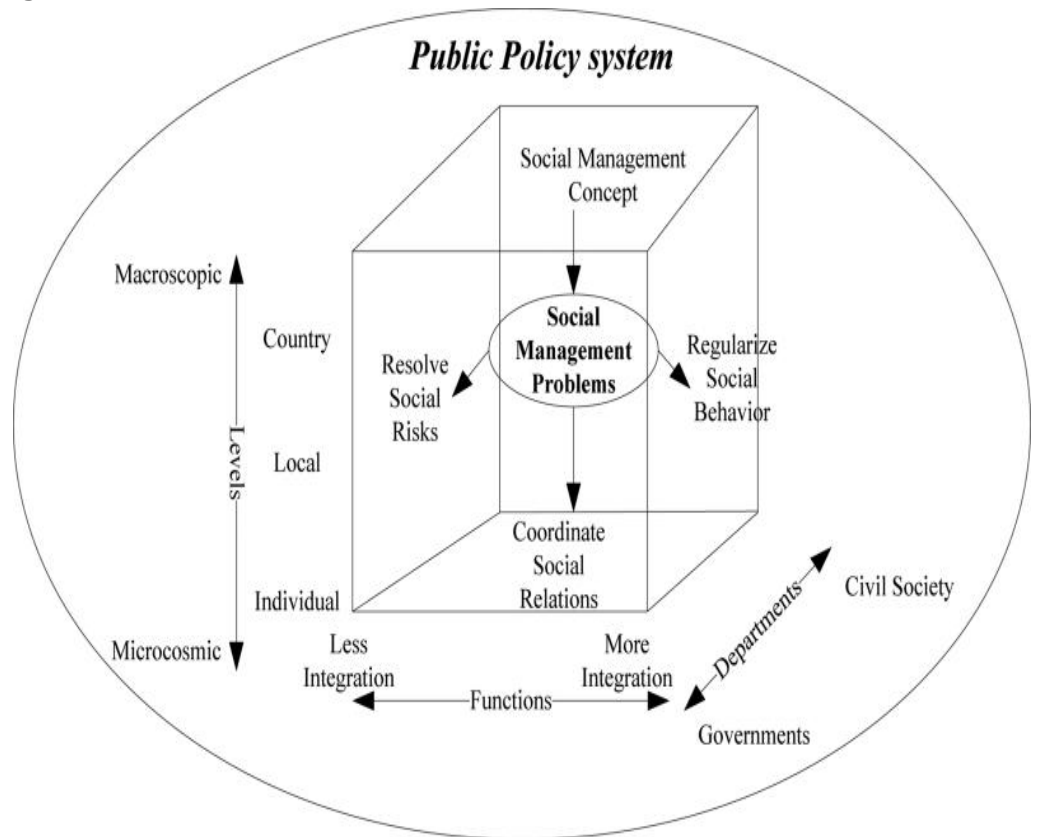 Public Policy system
Social Management
Concept
Macroscopic
Country
Social
Management
Problems
Resolve
Social
Risks
Regularize
Social
Behavior
Levels
Local
Coordinate
Social
Relations
Individual
Microcosmic
Less
Integration
More
Integration
Functions
Departments
Civil Society
Governments